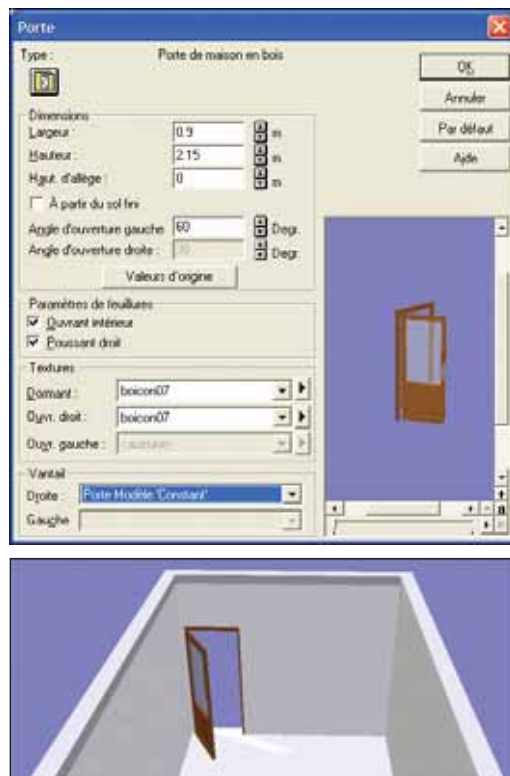 Porte
Type : Porte de maison en bois
OK
Annuler
Par défaut
Aide
Dimensions
Largeur : 0.9 m
Hauteur : 2.15 m
Haut. d'allège : 0 m
À partir du sol fini
Angle d'ouverture gauche 60 Degr.
Angle d'ouverture droite : Degr.
Valeurs d'origine
Paramètres de feuillures
Ouvrant intérieur
Poussant droit
Textures
Dormant : boicon07
Ouvr. droit : boicon07
Ouvr. gauche :
Vantail
Droite : Porte Modèle 'Constant'
Gauche
a